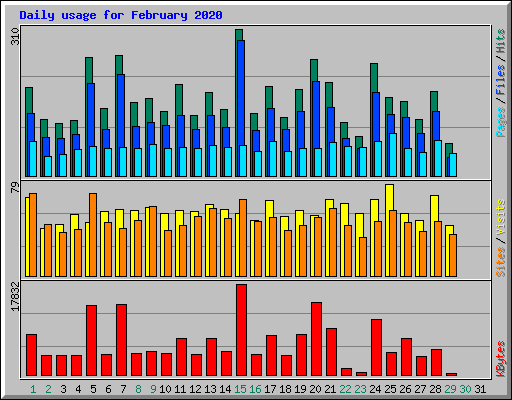 Daily usage for February 2020
310
Pages / Files / Hits
79
Sites / Visits
17832
KBytes
1 2 3 4 5 6 7 8 9 10 11 12 13 14 15 16 17 18 19 20 21 22 23 24 25 26 27 28 29 30 31